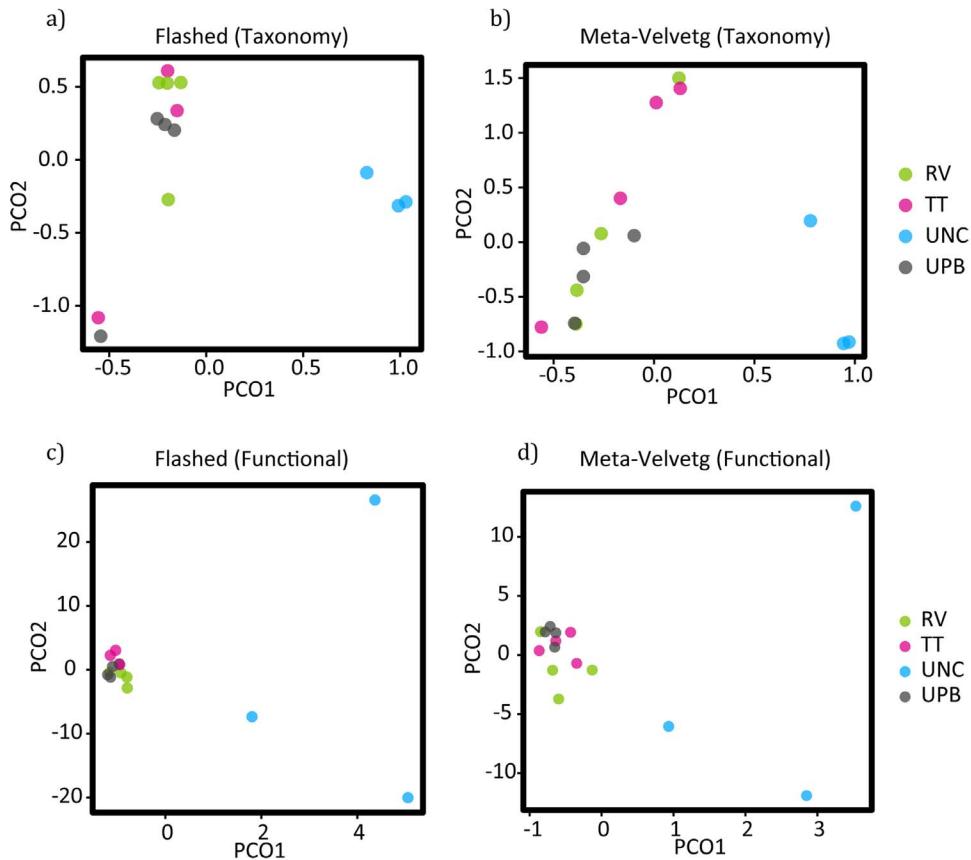 a)
Flashed (Taxonomy)
0.5
0.0
-0.5
-1.0
PCO2
-0.5
0.0
0.5
1.0
PCO1
b)
Meta-Velvetg (Taxonomy)
1.5
1.0
0.5
0.0
-0.5
-1.0
PCO2
-0.5
0.0
0.5
1.0
PCO1
RV
TT
UNC
UPB
c)
Flashed (Functional)
20
10
0
-10
-20
PCO2
0
2
4
PCO1
d)
Meta-Velvetg (Functional)
10
5
0
-5
-10
PCO2
-1
0
1
2
3
PCO1
RV
TT
UNC
UPB